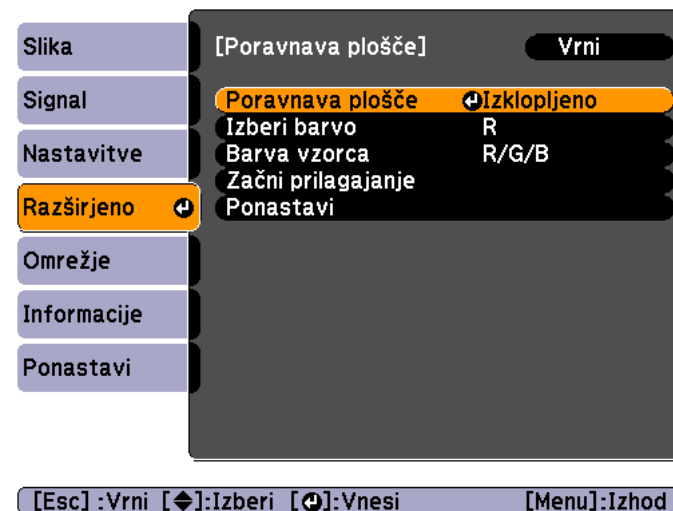 Slika
Signal
Nastavitve
Razširjeno
Omrežje
Informacije
Ponastavi
[Poravnava plošče] Vrni
Poravnava plošče Izklopljeno
Izberi barvo R
Barva vzorca R/G/B
Začni prilagajanje
Ponastavi
[Esc] :Vrni [◆]:Izberi [↵]:Vnesi [Menu]:Izhod